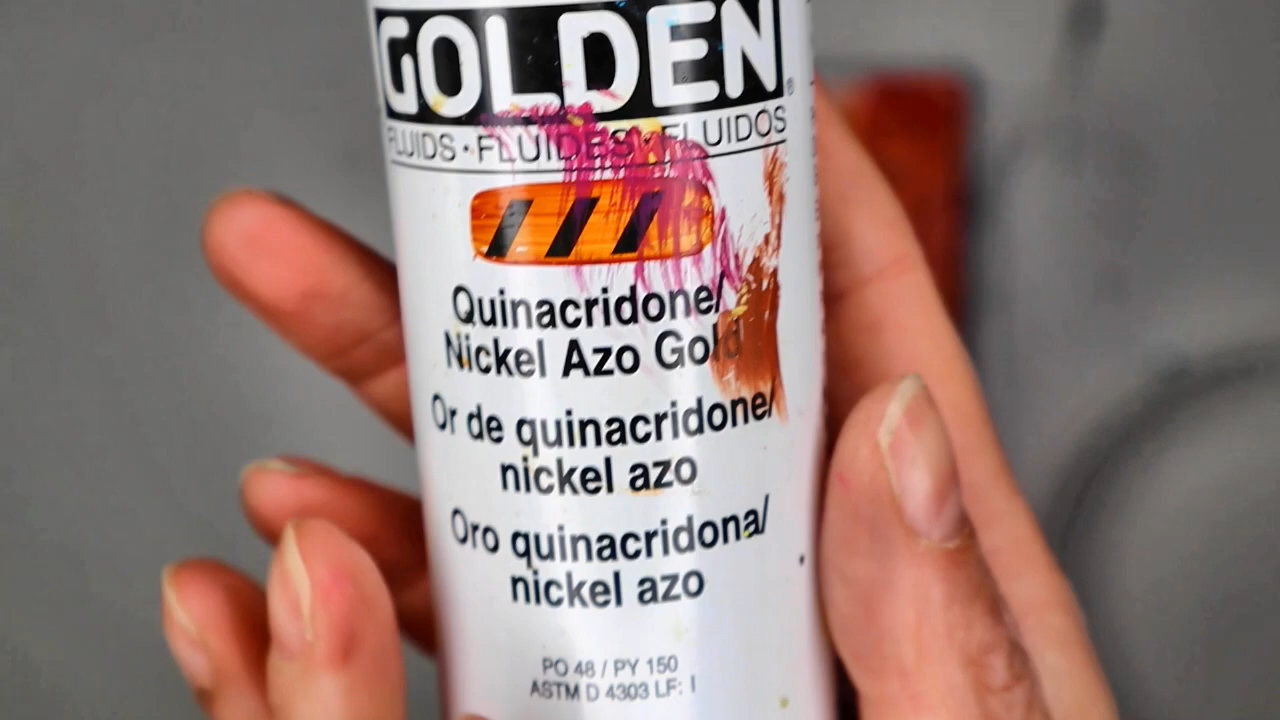 GOLDEN®
FLUIDS · FLUIDES · FLUIDOS
Quinacridone/
Nickel Azo Gold
Or de quinacridone/
nickel azo
Oro quinacridona/
nickel azo
PO 48 / PY 150
ASTM D 4303 LF: I